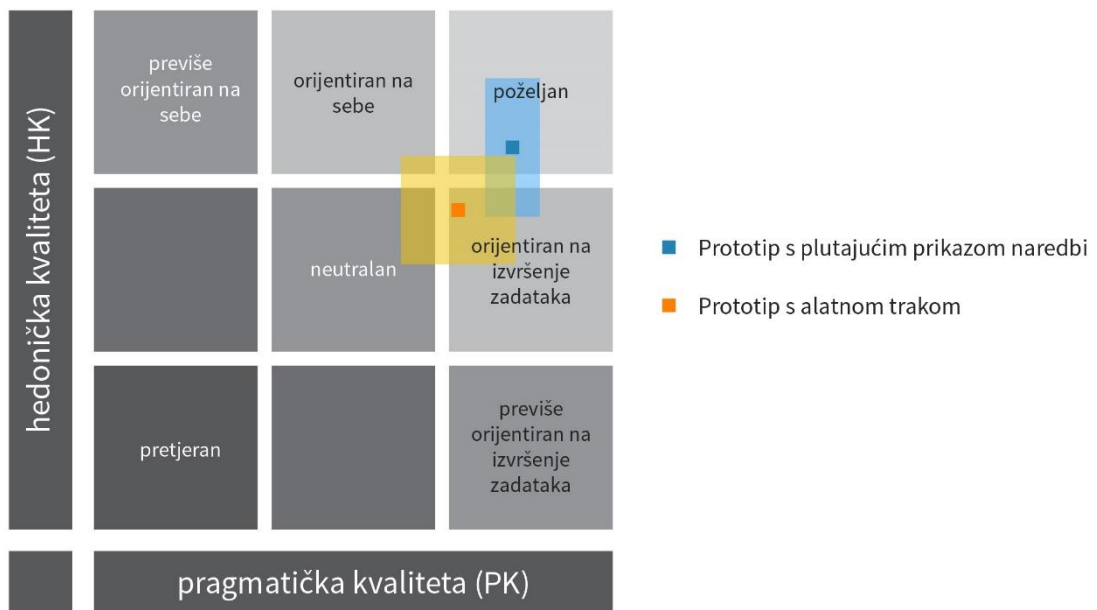 hedonička kvaliteta (HK)
previše
orijentiran na
sebe
orijentiran na
sebe
poželjan
neutralan
orijentiran na
izvršenje
zadataka
pretjeran
previše
orijentiran na
izvršenje
zadataka
pragmatička kvaliteta (PK)
Prototip s plutajućim prikazom naredbi
Prototip s alatnom trakom